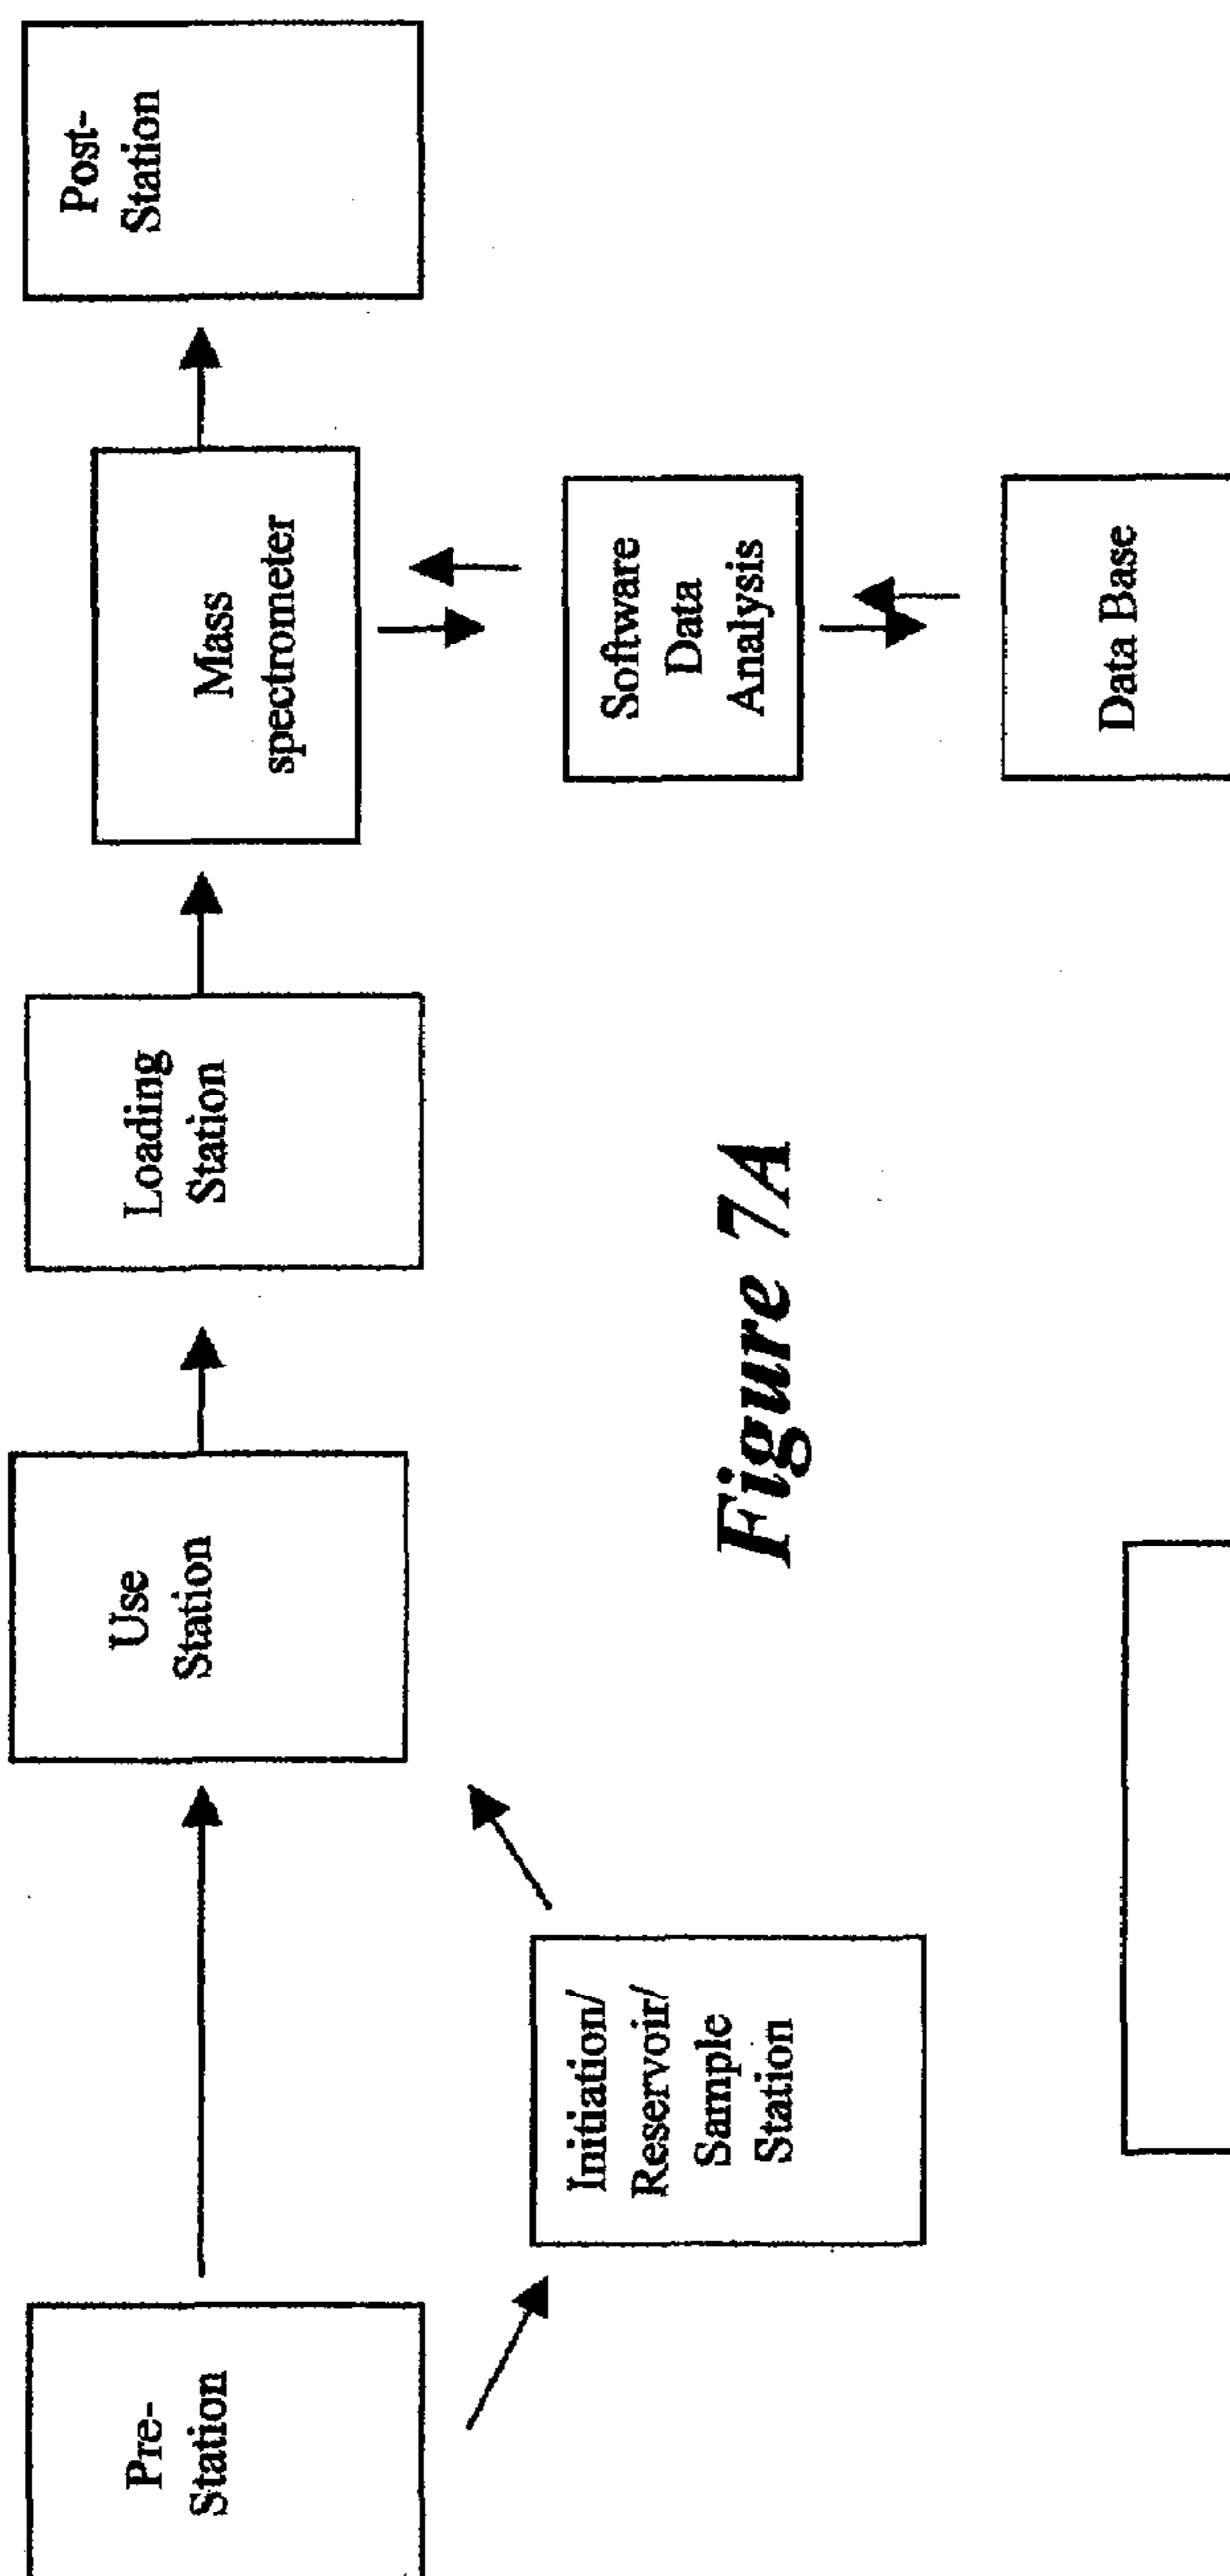 Pre-
Station
Initiation/
Reservoir/
Sample
Station
Use
Station
Loading
Station
Mass
spectrometer
Software
Data
Analysis
Data Base
Post-
Station
Figure 7A